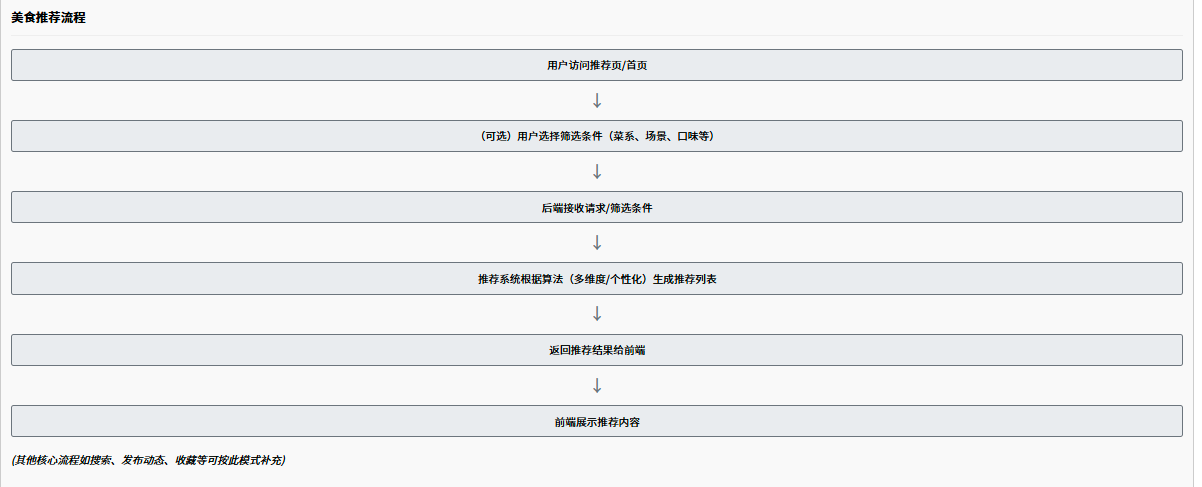 美食推荐流程
用户访问推荐页/首页
↓
（可选）用户选择筛选条件（菜系、场景、口味等）
↓
后端接收请求/筛选条件
↓
推荐系统根据算法（多维度/个性化）生成推荐列表
↓
返回推荐结果给前端
↓
前端展示推荐内容
(其他核心流程如搜索、发布动态、收藏等可按此模式补充)